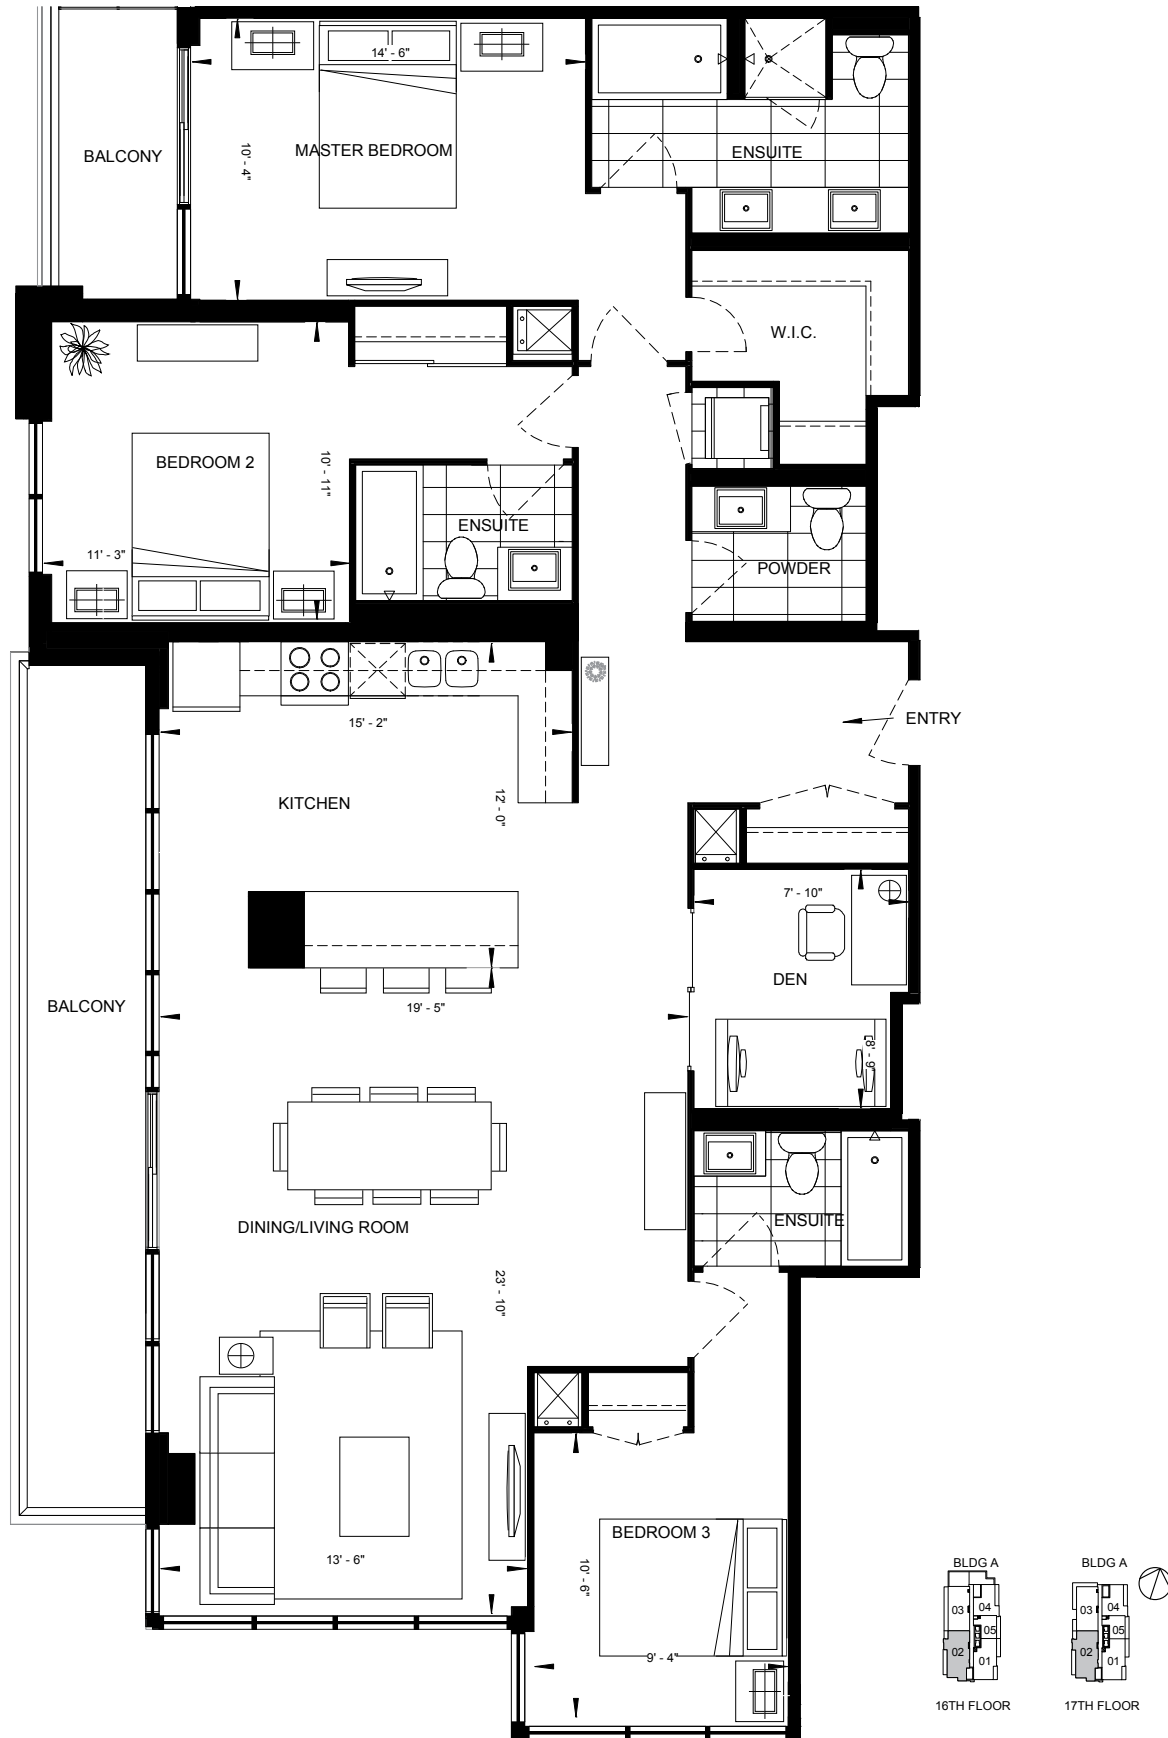 14' - 6"
BALCONY
10' - 4"
MASTER BEDROOM
ENSUITE
W.I.C.
BEDROOM 2
10' - 11"
11' - 3"
ENSUITE
POWDER
ENTRY
15' - 2"
KITCHEN
12' - 0"
7' - 10"
DEN
BALCONY
19' - 5"
8' - 9"
DINING/LIVING ROOM
ENSUITE
23' - 10"
13' - 6"
BEDROOM 3
10' - 6"
9' - 4"
BLDG A
03
04
05
02
01
16TH FLOOR
BLDG A
03
04
05
02
01
17TH FLOOR